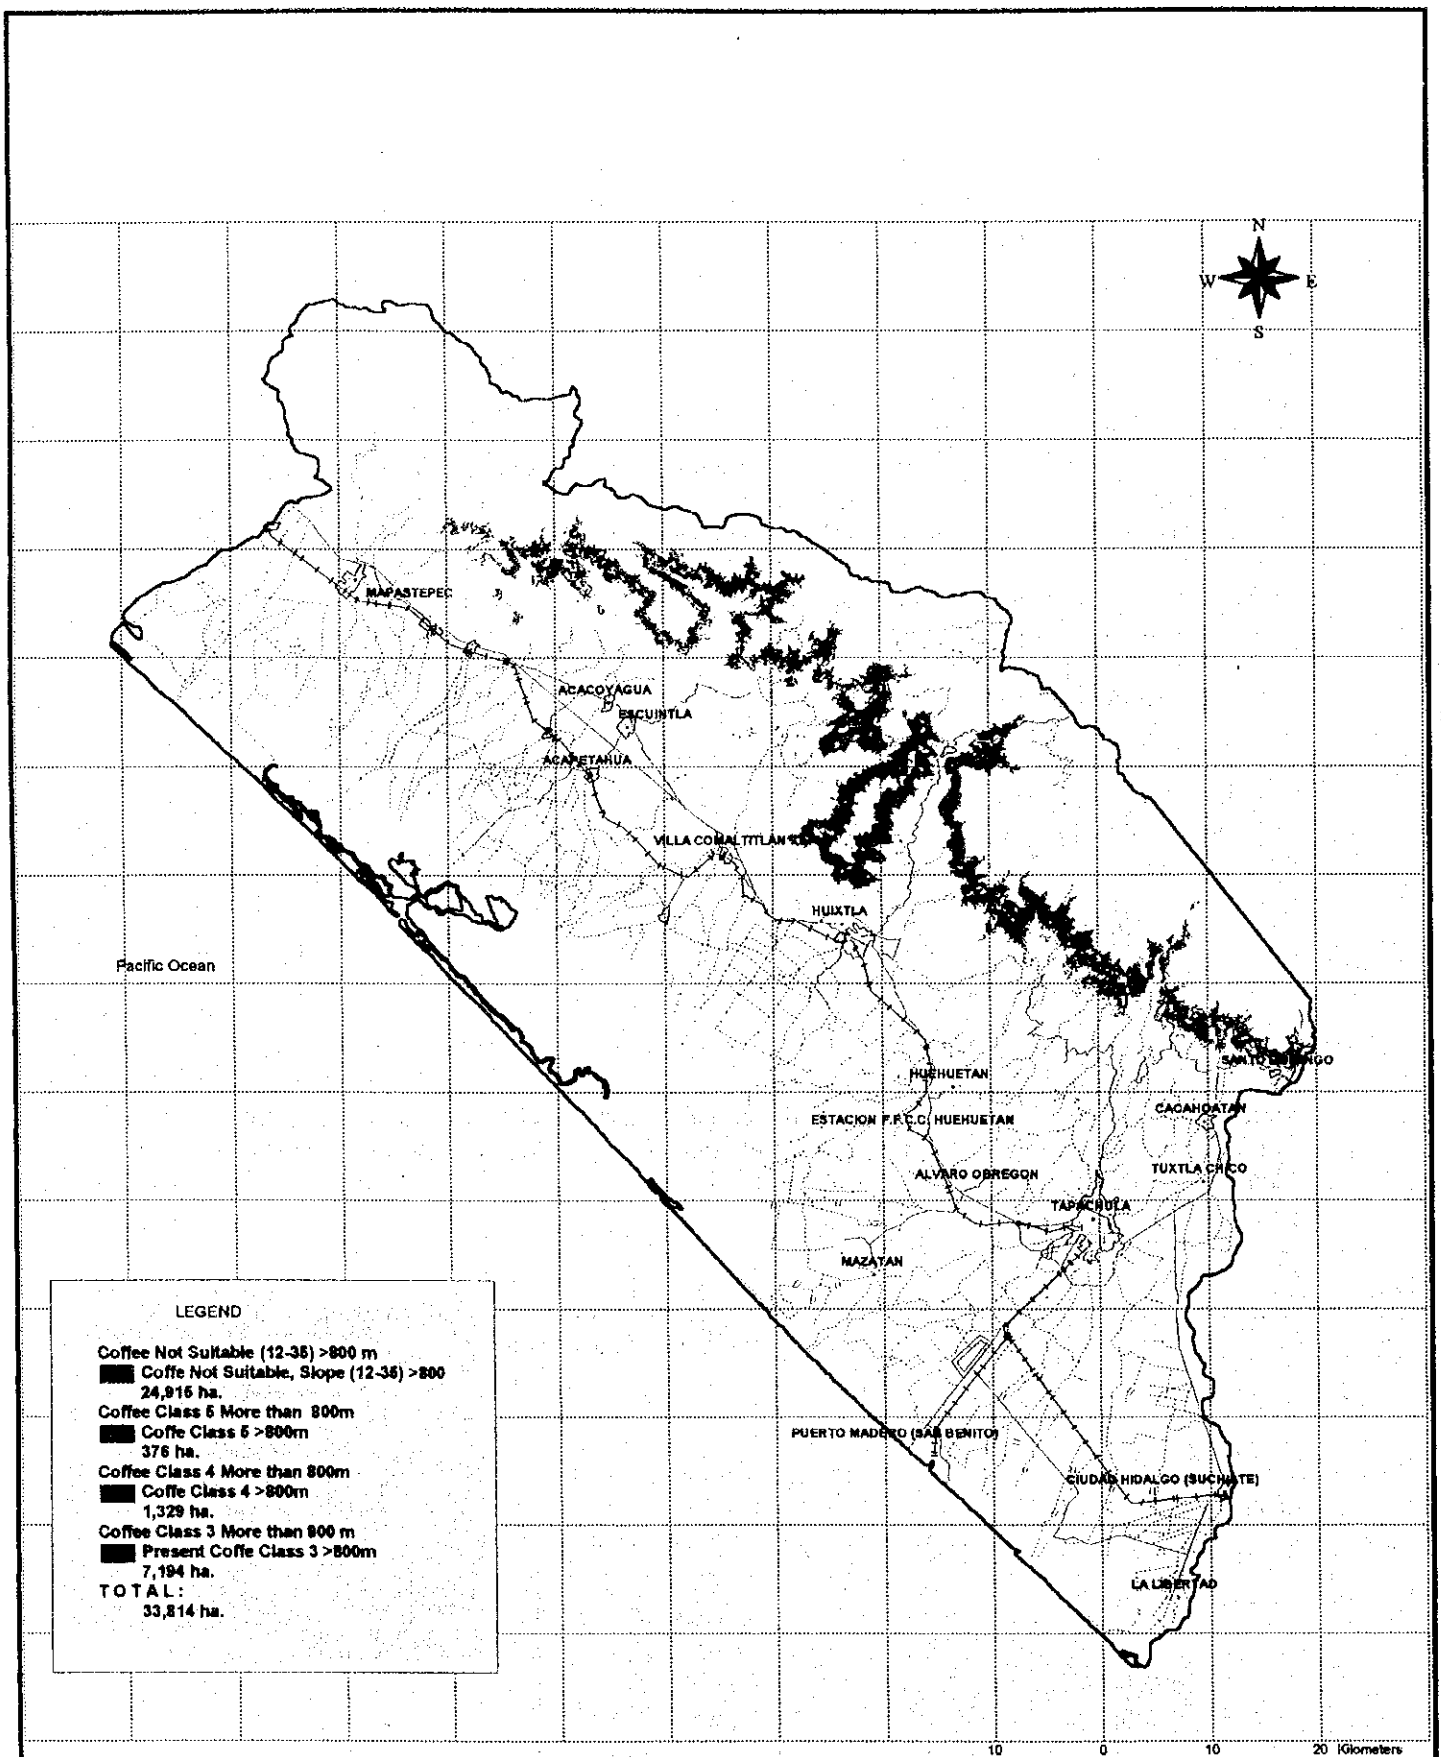 N
W E
S
MAPASTEPEC
ACACOYAGUA
ESCUINTLA
ACAPETAHUA
VILLA COMALTITLAN
HUIXTLA
Pacific Ocean
SANTO DOMINGO
HUEHUETAN
CACAHOATAN
ESTACION F.F.C.C. HUEHUETAN
ALVARO OBREGON
TUXTLA CHICO
TAPACHULA
MAZATAN
PUERTO MADERO (SAN BENITO)
CIUDAD HIDALGO (SUCHIATE)
LA LIBERTAD
LEGEND
Coffee Not Suitable (12-35) >800 m
Coffe Not Suitable, Slope (12-35) >800
24,915 ha.
Coffee Class 5 More than 800m
Coffe Class 5 >800m
376 ha.
Coffee Class 4 More than 800m
Coffe Class 4 >800m
1,329 ha.
Coffee Class 3 More than 800 m
Present Coffe Class 3 >800m
7,194 ha.
TOTAL:
33,814 ha.
10 0 10 20 Kilometers